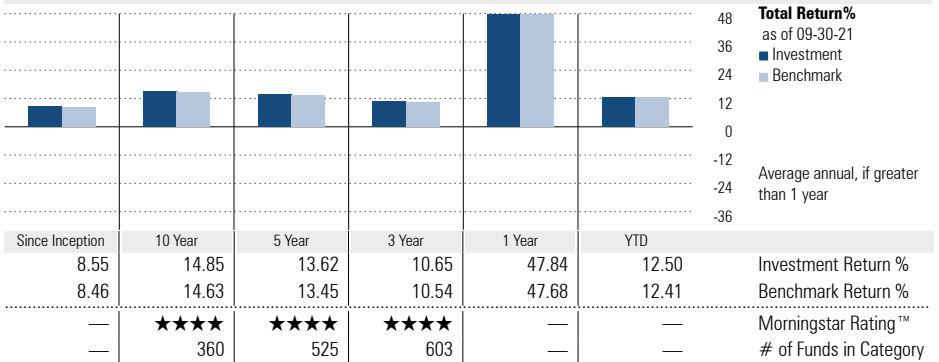 48
36
24
12
0
-12
-24
-36
Total Return%
as of 09-30-21
Investment
Benchmark
Average annual, if greater
than 1 year
Since Inception 10 Year 5 Year 3 Year 1 Year YTD
8.55 14.85 13.62 10.65 47.84 12.50 Investment Return %
8.46 14.63 13.45 10.54 47.68 12.41 Benchmark Return %
— ★★★★ ★★★★ ★★★★ — — Morningstar Rating™
— 360 525 603 — — # of Funds in Category